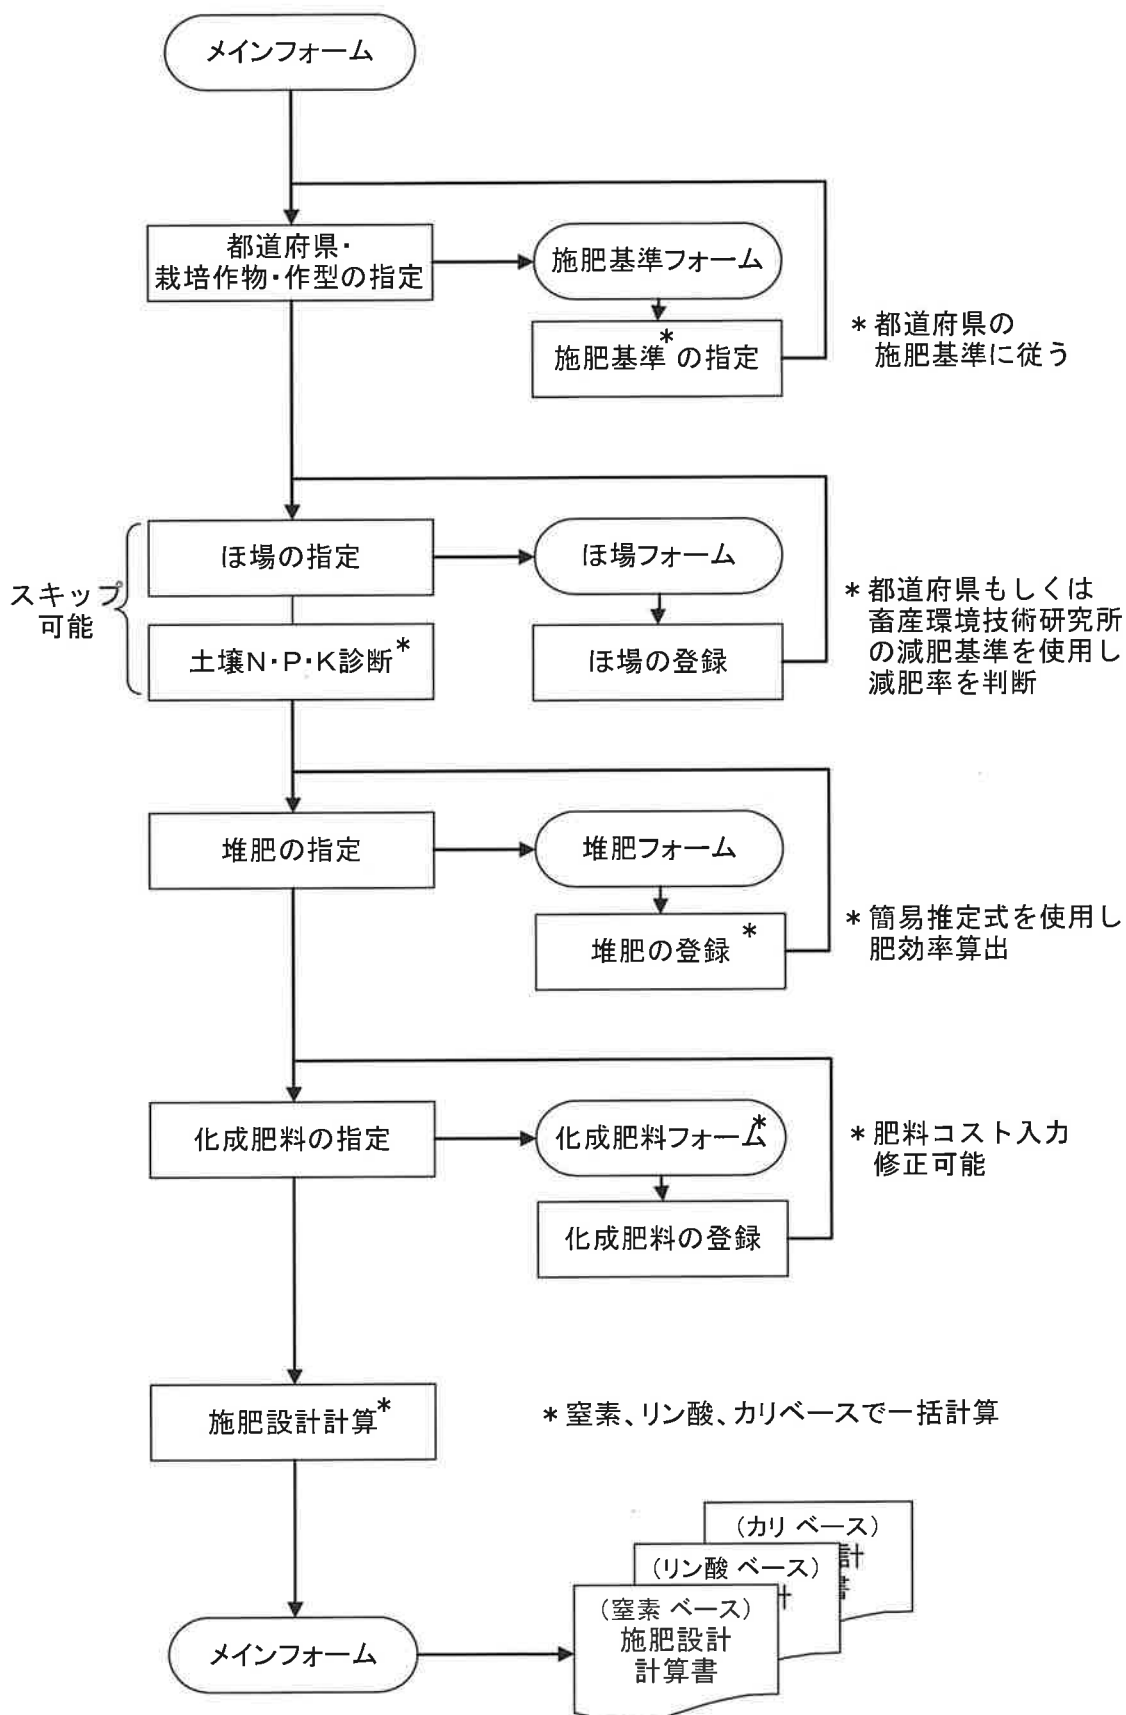 メインフォーム
都道府県・
栽培作物・作型の指定
施肥基準フォーム
施肥基準*の指定
*都道府県の
施肥基準に従う
スキップ
可能
ほ場の指定
土壌N・P・K診断*
ほ場フォーム
ほ場の登録
*都道府県もしくは
畜産環境技術研究所
の減肥基準を使用し
減肥率を判断
堆肥の指定
堆肥フォーム
堆肥の登録*
*簡易推定式を使用し
肥効率算出
化成肥料の指定
化成肥料フォーム*
化成肥料の登録
*肥料コスト入力
修正可能
施肥設計計算*
*窒素、リン酸、カリベースで一括計算
メインフォーム
(カリ ベース)
計
書
(リン酸 ベース)
計
(窒素 ベース)
施肥設計
計算書